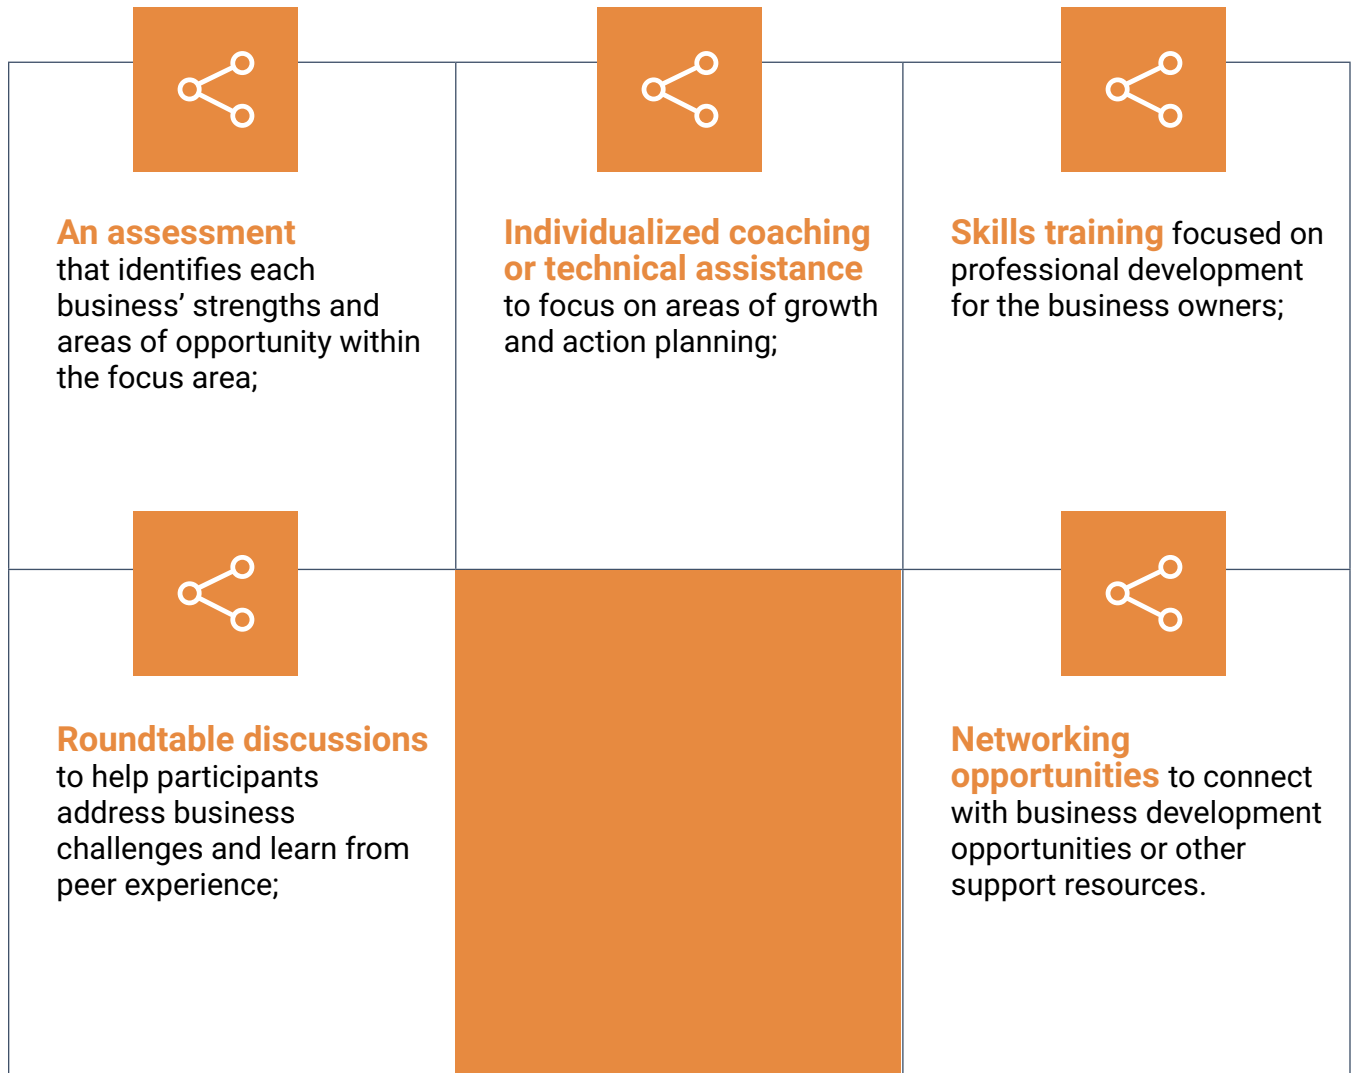 An assessment
that identifies each
business’ strengths and
areas of opportunity within
the focus area;
Individualized coaching
or technical assistance
to focus on areas of growth
and action planning;
Skills training focused on
professional development
for the business owners;
Roundtable discussions
to help participants
address business
challenges and learn from
peer experience;
Networking
opportunities to connect
with business development
opportunities or other
support resources.